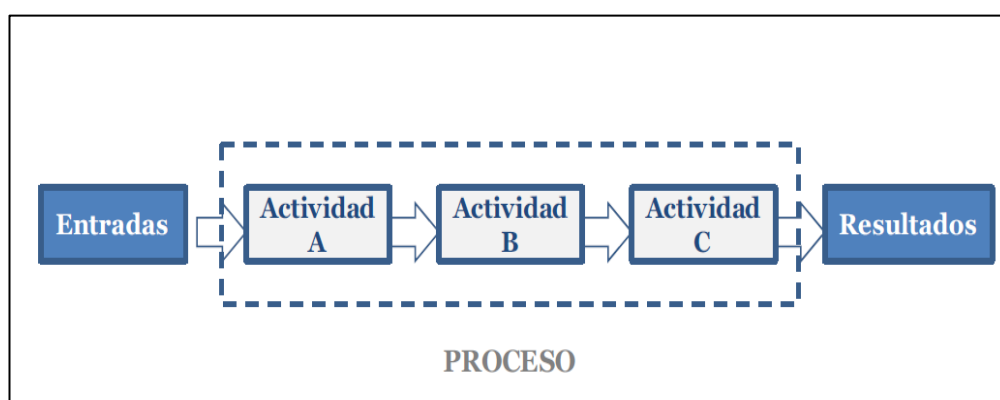 Entradas
Actividad
A
Actividad
B
Actividad
C
Resultados
PROCESO